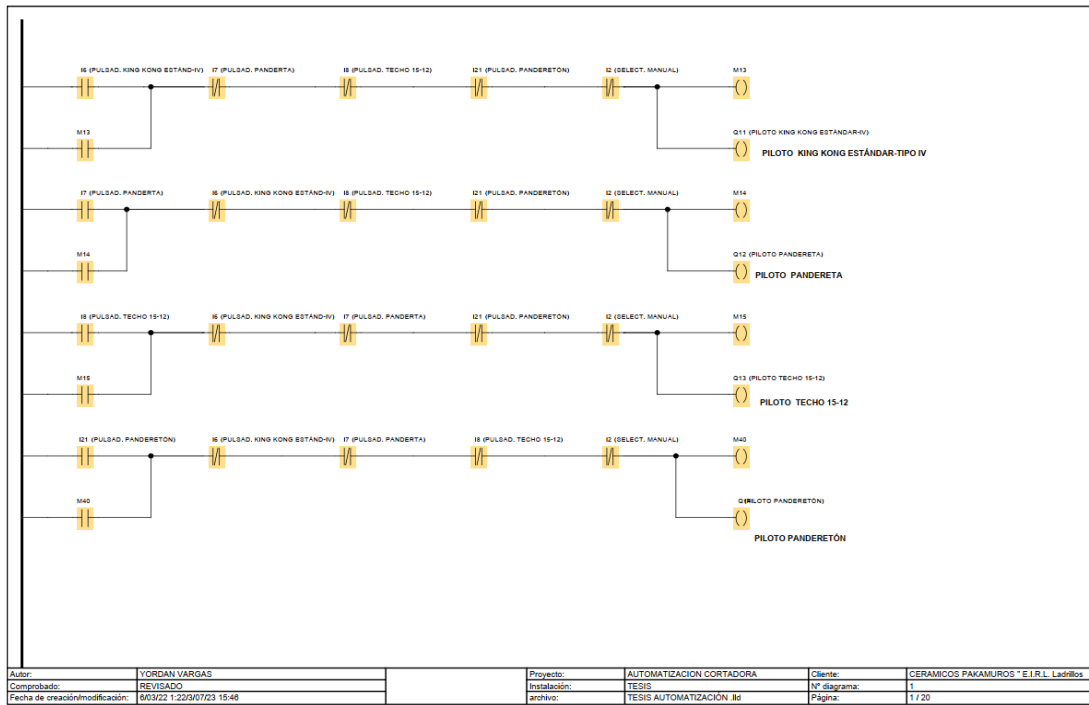 I6 (PULSAD. KING KONG ESTÁND-IV) I7 (PULSAD. PANDERTA) I8 (PULSAD. TECHO 15-12) I21 (PULSAD. PANDERETÓN) I2 (SELECT. MANUAL) M13
M13 Q11 (PILOTO KING KONG ESTÁNDAR-IV)
PILOTO KING KONG ESTÁNDAR-TIPO IV
I7 (PULSAD. PANDERTA) I6 (PULSAD. KING KONG ESTÁND-IV) I8 (PULSAD. TECHO 15-12) I21 (PULSAD. PANDERETÓN) I2 (SELECT. MANUAL) M14
M14 Q12 (PILOTO PANDERETA)
PILOTO PANDERETA
I8 (PULSAD. TECHO 15-12) I6 (PULSAD. KING KONG ESTÁND-IV) I7 (PULSAD. PANDERTA) I21 (PULSAD. PANDERETÓN) I2 (SELECT. MANUAL) M15
M15 Q13 (PILOTO TECHO 15-12)
PILOTO TECHO 15-12
I21 (PULSAD. PANDERETÓN) I6 (PULSAD. KING KONG ESTÁND-IV) I7 (PULSAD. PANDERTA) I8 (PULSAD. TECHO 15-12) I2 (SELECT. MANUAL) M40
M40 PANDERETÓN)
PILOTO PANDERETÓN
Autor: YORDAN VARGAS Proyecto: AUTOMATIZACION CORTADORA Cliente: CERAMICOS PAKAMUROS " E.I.R.L. Ladrillos
Comprobado: REVISADO Instalación: TESIS Nº diagrama: 1
Fecha de creación/modificación: 6/03/22 1:22/3/07/23 15:46 archivo: TESIS AUTOMATIZACIÓN .lld Página: 1 / 20